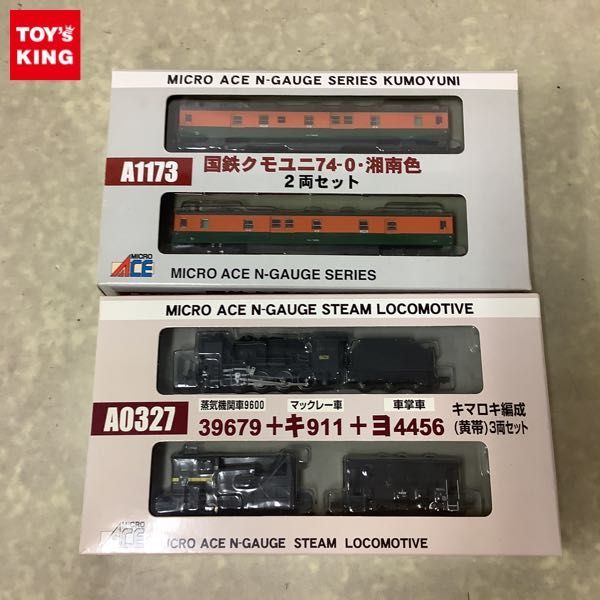 TOY's
KING
MICRO ACE N-GAUGE SERIES KUMOYUNI
A1173
国鉄クモユニ74-0・湘南色
2両セット
MICRO
ACE
MICRO ACE N-GAUGE SERIES
MICRO ACE N-GAUGE STEAM LOCOMOTIVE
A0327
蒸気機関車9600 マックレー車 車掌車
39679+キ911+ヨ4456
キマロキ編成
(黄帯)3両セット
MICRO
ACE
MICRO ACE N-GAUGE STEAM LOCOMOTIVE